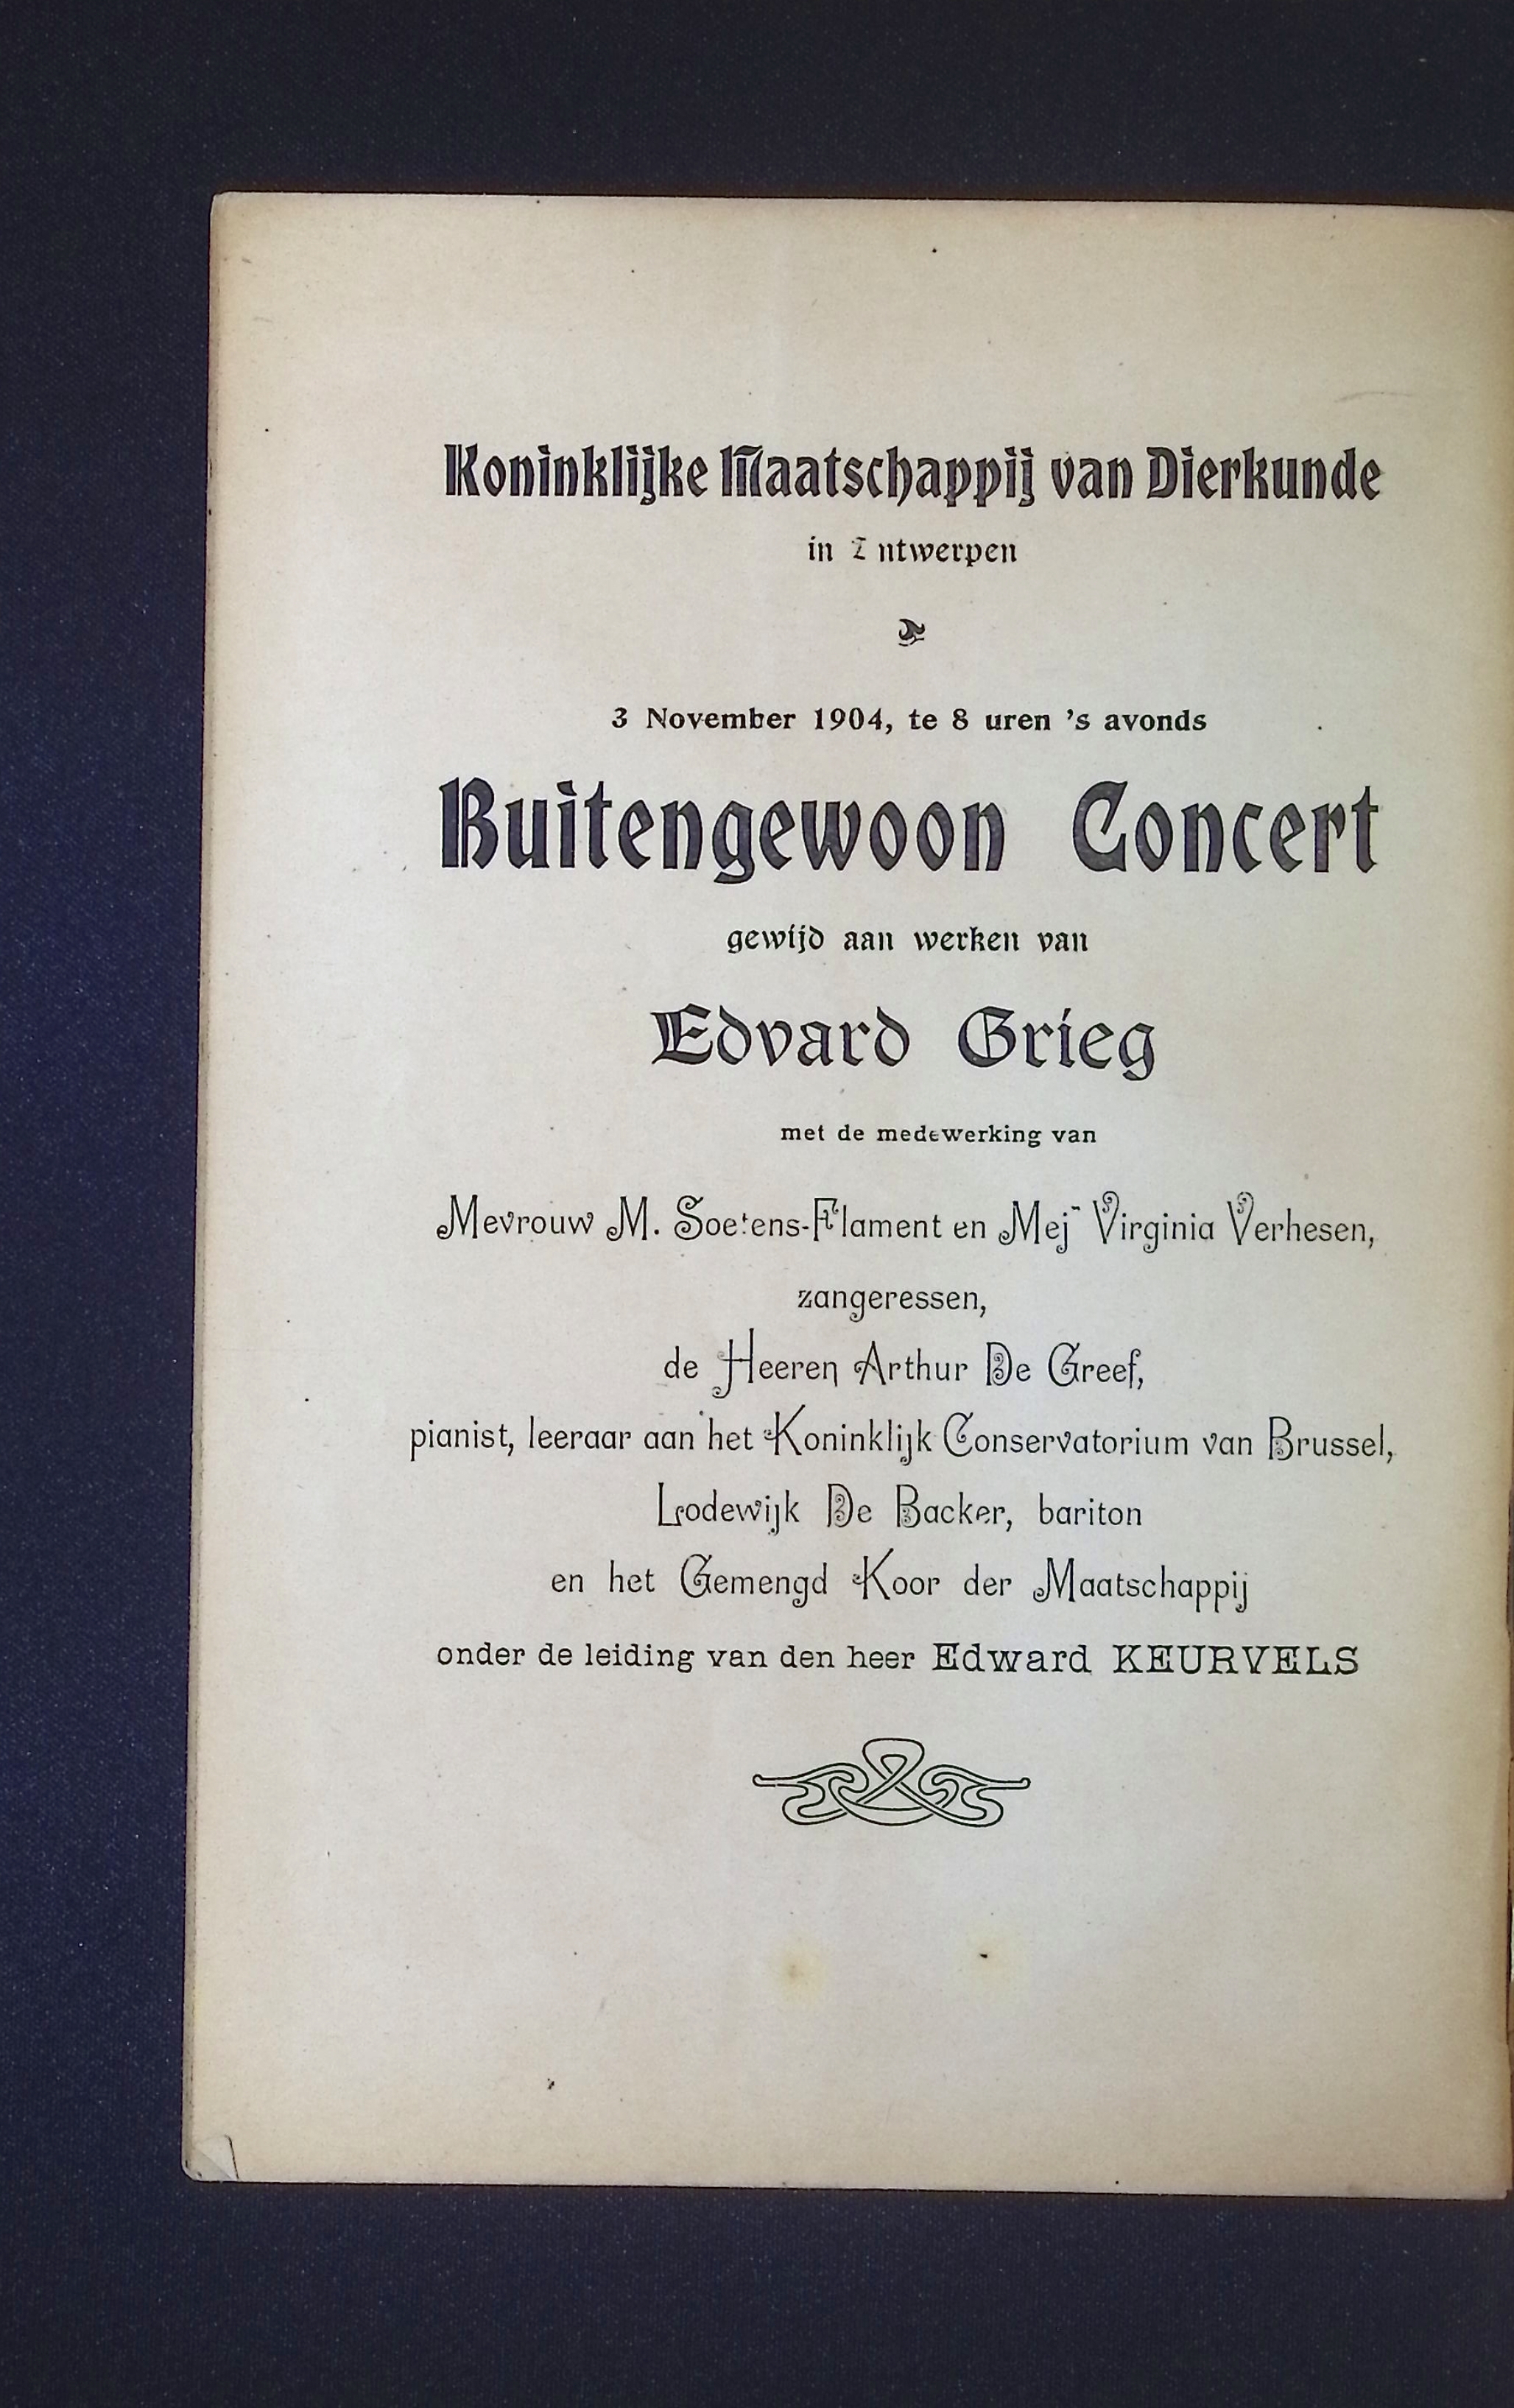 Koninklijke Maatschappij van Dierkunde
in Antwerpen
3 November 1904, te 8 uren 's avonds
Buitengewoon Concert
gewijd aan werken van
Edvard Grieg
met de medewerking van
Mevrouw M. Soetens-Flament en Mejr Virginia Verhesen,
zangeressen,
de Heeren Arthur De Greef,
pianist, leeraar aan het Koninklijk Conservatorium van Brussel,
Lodewijk De Backer, bariton
en het Gemengd Koor der Maatschappij
onder de leiding van den heer Edward KEURVELS